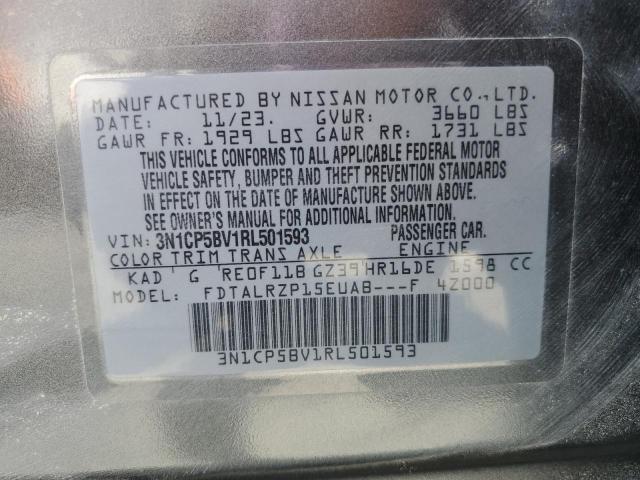 MANUFACTURED BY NISSAN MOTOR CO.,LTD.
DATE: 11/23. GVWR: 3660 LBS
GAWR FR: 1929 LBS GAWR RR: 1731 LBS
THIS VEHICLE CONFORMS TO ALL APPLICABLE FEDERAL MOTOR
VEHICLE SAFETY, BUMPER AND THEFT PREVENTION STANDARDS
IN EFFECT ON THE DATE OF MANUFACTURE SHOWN ABOVE.
SEE OWNER'S MANUAL FOR ADDITIONAL INFORMATION.
VIN: 3N1CP5BV1RL501593 PASSENGER CAR.
COLOR TRIM TRANS AXLE ENGINE
KAD G RE0F11B GZ39 HR16DE 1598 CC
MODEL: FDTALRZP15EUAB---F 4Z000
3N1CP5BV1RL501593